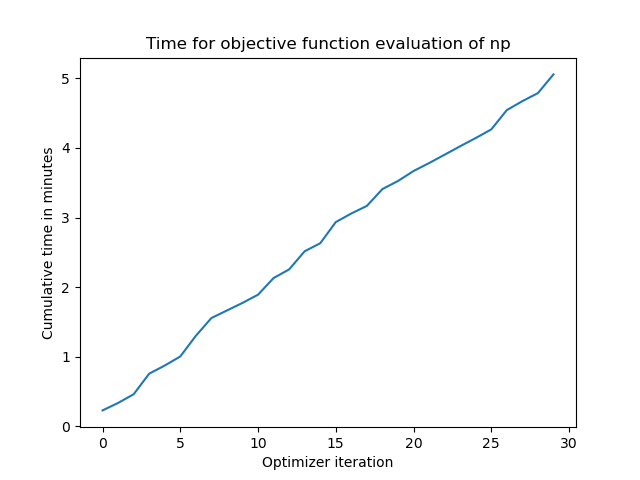 Time for objective function evaluation of np
Cumulative time in minutes
5
4
3
2
1
0
0 5 10 15 20 25 30
Optimizer iteration